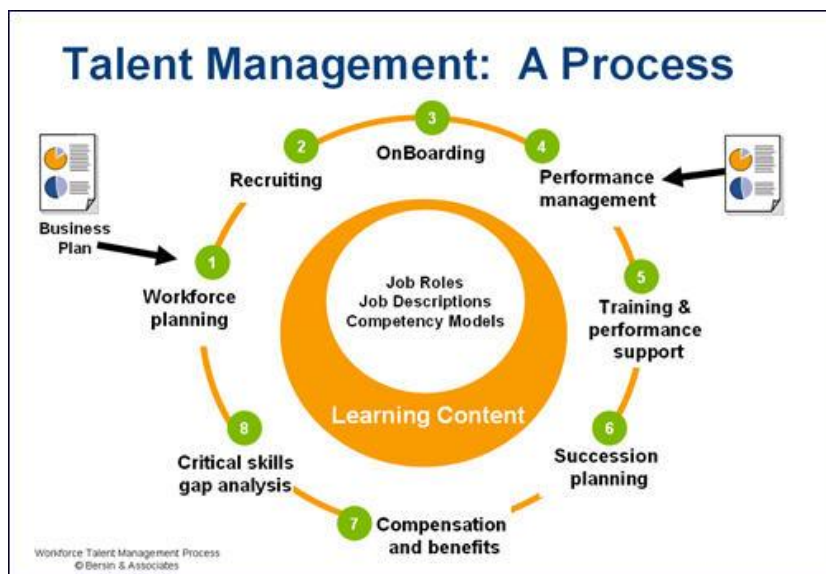 Talent Management: A Process
3
2
4
OnBoarding
Recruiting
Performance
management
Business
Plan
1
Job Roles
Job Descriptions
Competency Models
5
Workforce
planning
Training &
performance
support
Learning Content
8
6
Critical skills
gap analysis
Succession
planning
7
Compensation
and benefits
Workforce Talent Management Process
© Bersin & Associates